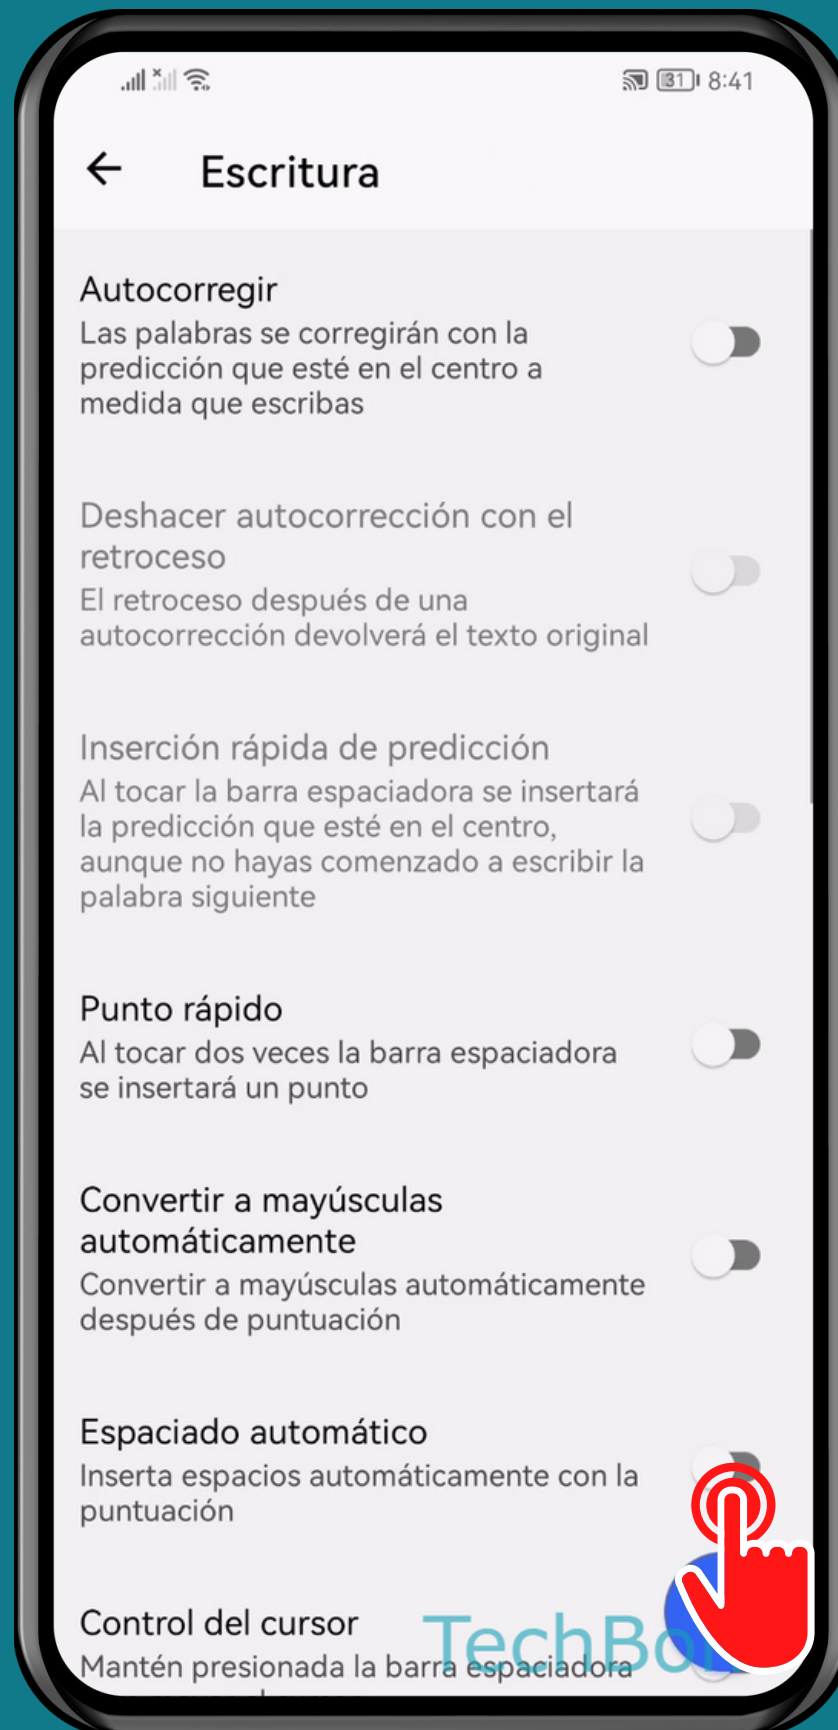 31 8:41
Escritura
Autocorregir
Las palabras se corregirán con la
predicción que esté en el centro a
medida que escribas
Deshacer autocorrección con el
retroceso
El retroceso después de una
autocorrección devolverá el texto original
Inserción rápida de predicción
Al tocar la barra espaciadora se insertará
la predicción que esté en el centro,
aunque no hayas comenzado a escribir la
palabra siguiente
Punto rápido
Al tocar dos veces la barra espaciadora
se insertará un punto
Convertir a mayúsculas
automáticamente
Convertir a mayúsculas automáticamente
después de puntuación
Espaciado automático
Inserta espacios automáticamente con la
puntuación
Control del cursor
Mantén presionada la barra espaciadora